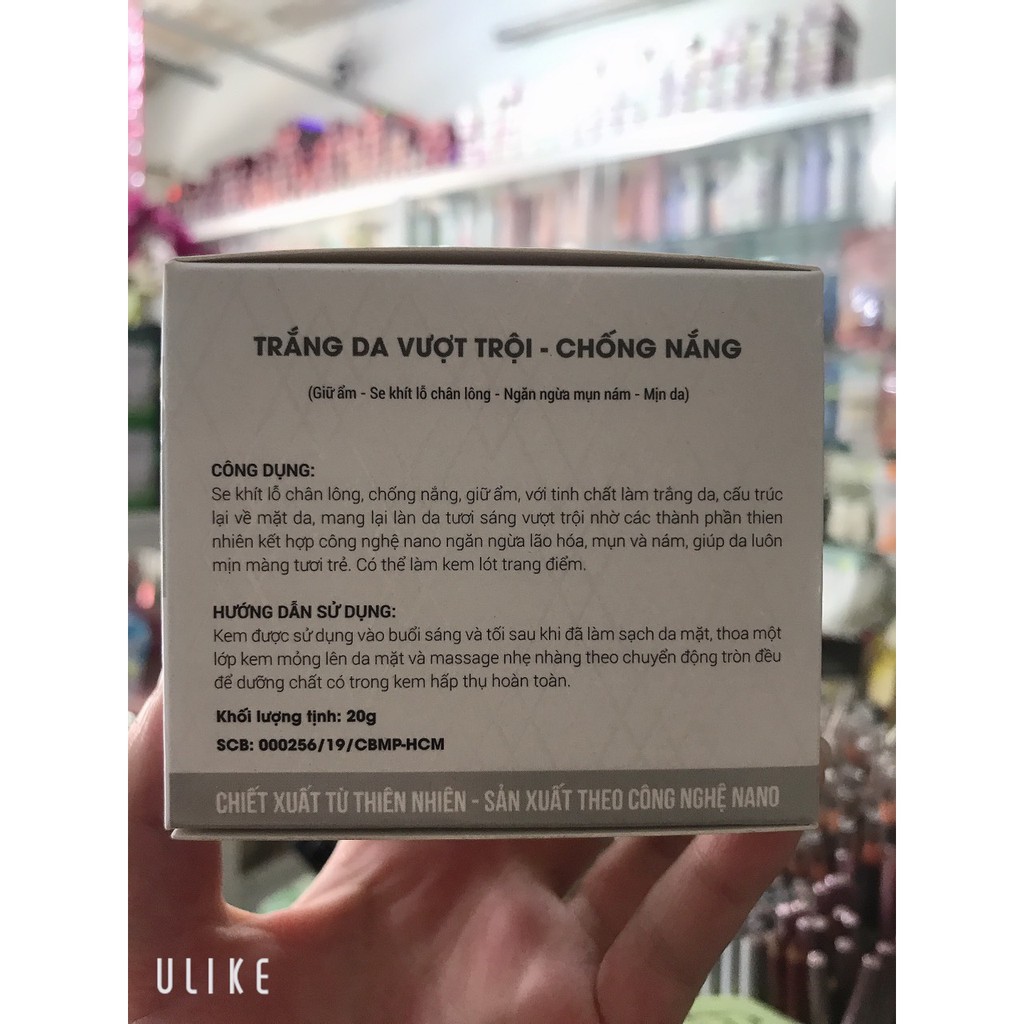 TRẮNG DA VƯỢT TRỘI - CHỐNG NẮNG
(Giữ ẩm - Se khít lỗ chân lông - Ngăn ngừa mụn nám - Mịn da)
CÔNG DỤNG:
Se khít lỗ chân lông, chống nắng, giữ ẩm, với tinh chất làm trắng da, cấu trúc
lại về mặt da, mang lại làn da tươi sáng vượt trội nhờ các thành phần thien
nhiên kết hợp công nghệ nano ngăn ngừa lão hóa, mụn và nám, giúp da luôn
mịn màng tươi trẻ. Có thể làm kem lót trang điểm.
HƯỚNG DẪN SỬ DỤNG:
Kem được sử dụng vào buổi sáng và tối sau khi đã làm sạch da mặt, thoa một
lớp kem mỏng lên da mặt và massage nhẹ nhàng theo chuyển động tròn đều
để dưỡng chất có trong kem hấp thụ hoàn toàn.
Khối lượng tịnh: 20g
SCB: 000256/19/CBMP-HCM
CHIẾT XUẤT TỪ THIÊN NHIÊN - SẢN XUẤT THEO CÔNG NGHỆ NANO
ULIKE